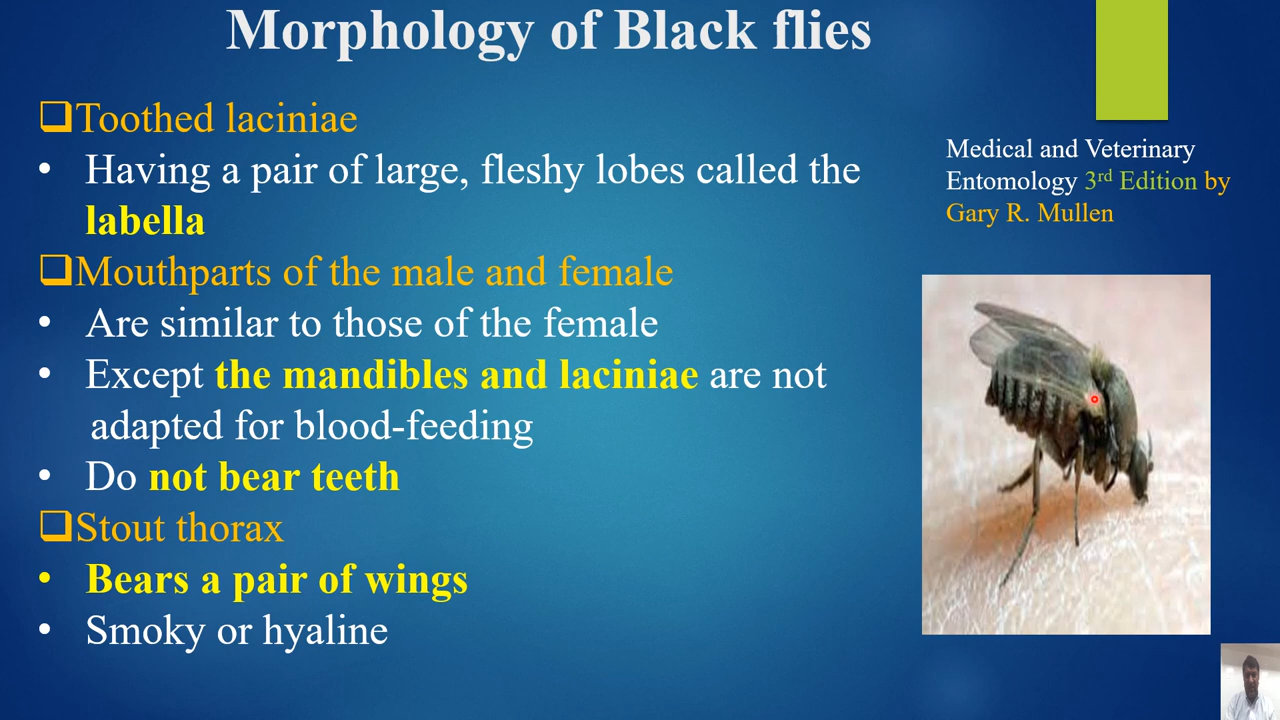 Morphology of Black flies
❑Toothed laciniae
• Having a pair of large, fleshy lobes called the
labella
❑Mouthparts of the male and female
• Are similar to those of the female
• Except the mandibles and laciniae are not
adapted for blood-feeding
• Do not bear teeth
❑Stout thorax
• Bears a pair of wings
• Smoky or hyaline
Medical and Veterinary
Entomology 3rd Edition by
Gary R. Mullen